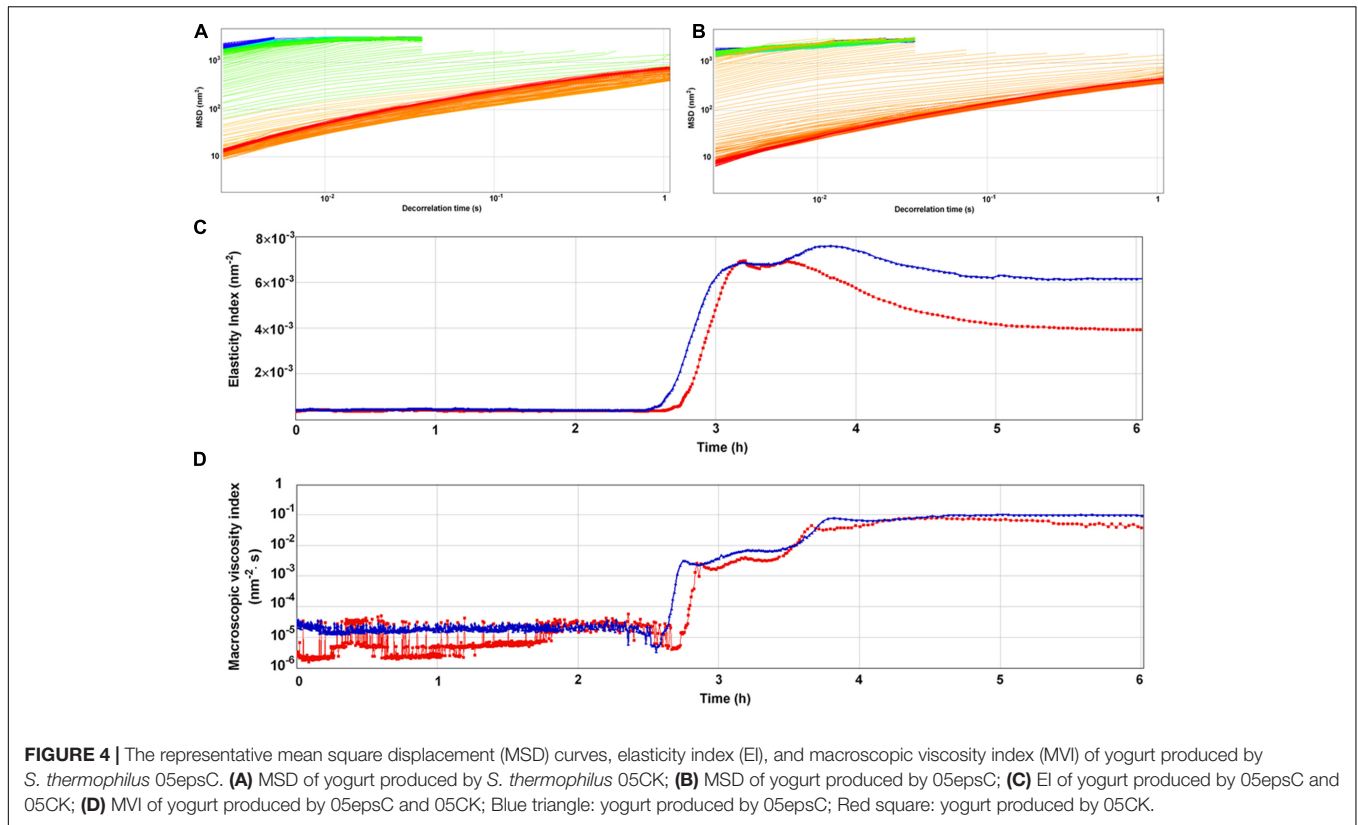 A
B
10³
10²
10
MSD (nm²)
10⁻²
10⁻¹
1
Decorrelation time (s)
10³
10²
10
MSD (nm²)
10⁻²
10⁻¹
1
Decorrelation time (s)
C
8×10⁻³
6×10⁻³
4×10⁻³
2×10⁻³
Elasticity Index (nm⁻²)
0 1 2 3 4 5 6
Time (h)
D
1
10⁻¹
10⁻²
10⁻³
10⁻⁴
10⁻⁵
10⁻⁶
Macroscopic viscosity index
(nm⁻². s)
0 1 2 3 4 5 6
Time (h)
FIGURE 4 | The representative mean square displacement (MSD) curves, elasticity index (EI), and macroscopic viscosity index (MVI) of yogurt produced by
S. thermophilus 05epsC. (A) MSD of yogurt produced by S. thermophilus 05CK; (B) MSD of yogurt produced by 05epsC; (C) EI of yogurt produced by 05epsC and
05CK; (D) MVI of yogurt produced by 05epsC and 05CK; Blue triangle: yogurt produced by 05epsC; Red square: yogurt produced by 05CK.